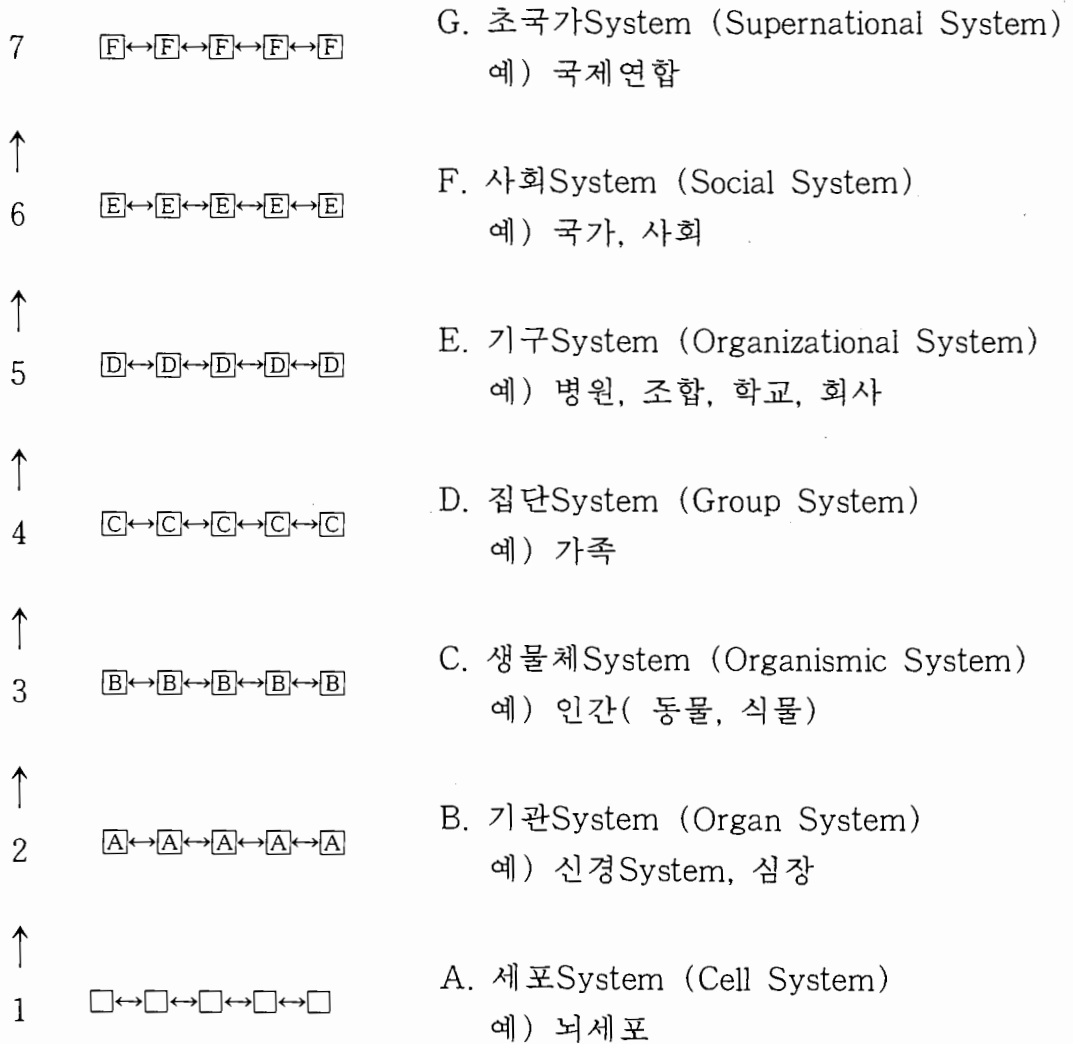 G. 초국가System (Supernational System)
7 F↔F↔F↔F↔F
예) 국제연합
↑
F. 사회System (Social System)
6 E↔E↔E↔E↔E
예) 국가, 사회
↑
E. 기구System (Organizational System)
5 D↔D↔D↔D↔D
예) 병원, 조합, 학교, 회사
↑
D. 집단System (Group System)
4 C↔C↔C↔C↔C
예) 가족
↑
C. 생물체System (Organismic System)
3 B↔B↔B↔B↔B
예) 인간( 동물, 식물)
↑
B. 기관System (Organ System)
2 A↔A↔A↔A↔A
예) 신경System, 심장
↑
A. 세포System (Cell System)
1 □↔□↔□↔□↔□
예) 뇌세포